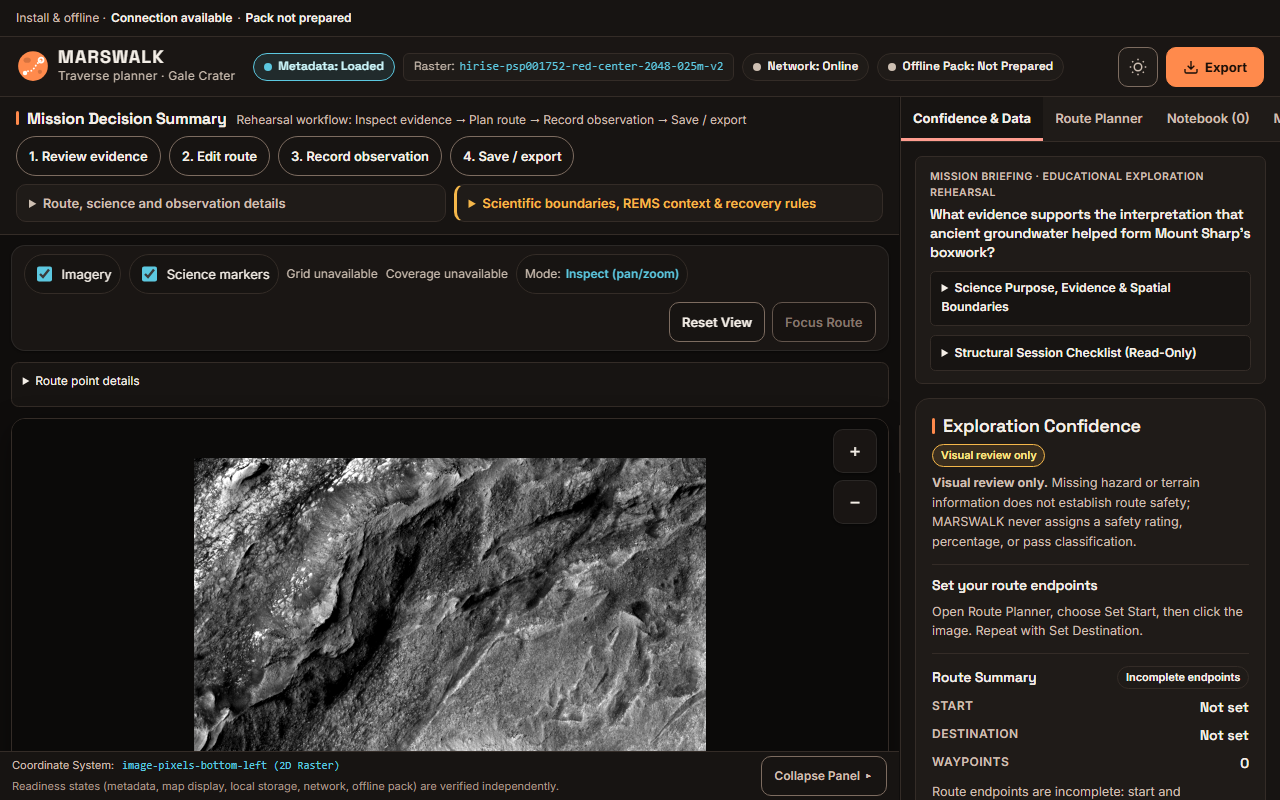 Install & offline · Connection available · Pack not prepared
MARSWALK
Traverse planner · Gale Crater
Metadata: Loaded
Raster: hirise-psp001752-red-center-2048-025m-v2
Network: Online
Offline Pack: Not Prepared
Export
Mission Decision Summary Rehearsal workflow: Inspect evidence → Plan route → Record observation → Save / export
1. Review evidence
2. Edit route
3. Record observation
4. Save / export
▶ Route, science and observation details
▶ Scientific boundaries, REMS context & recovery rules
Imagery
Science markers
Grid unavailable
Coverage unavailable
Mode: Inspect (pan/zoom)
Reset View
Focus Route
▶ Route point details
+
−
Coordinate System: image-pixels-bottom-left (2D Raster)
Readiness states (metadata, map display, local storage, network, offline pack) are verified independently.
Collapse Panel ▸
Confidence & Data
Route Planner
Notebook (0)
MISSION BRIEFING · EDUCATIONAL EXPLORATION
REHEARSAL
What evidence supports the interpretation that
ancient groundwater helped form Mount Sharp's
boxwork?
▶ Science Purpose, Evidence & Spatial
Boundaries
▶ Structural Session Checklist (Read-Only)
Exploration Confidence
Visual review only
Visual review only. Missing hazard or terrain
information does not establish route safety;
MARSWALK never assigns a safety rating,
percentage, or pass classification.
Set your route endpoints
Open Route Planner, choose Set Start, then click the
image. Repeat with Set Destination.
Route Summary
Incomplete endpoints
START Not set
DESTINATION Not set
WAYPOINTS 0
Route endpoints are incomplete: start and